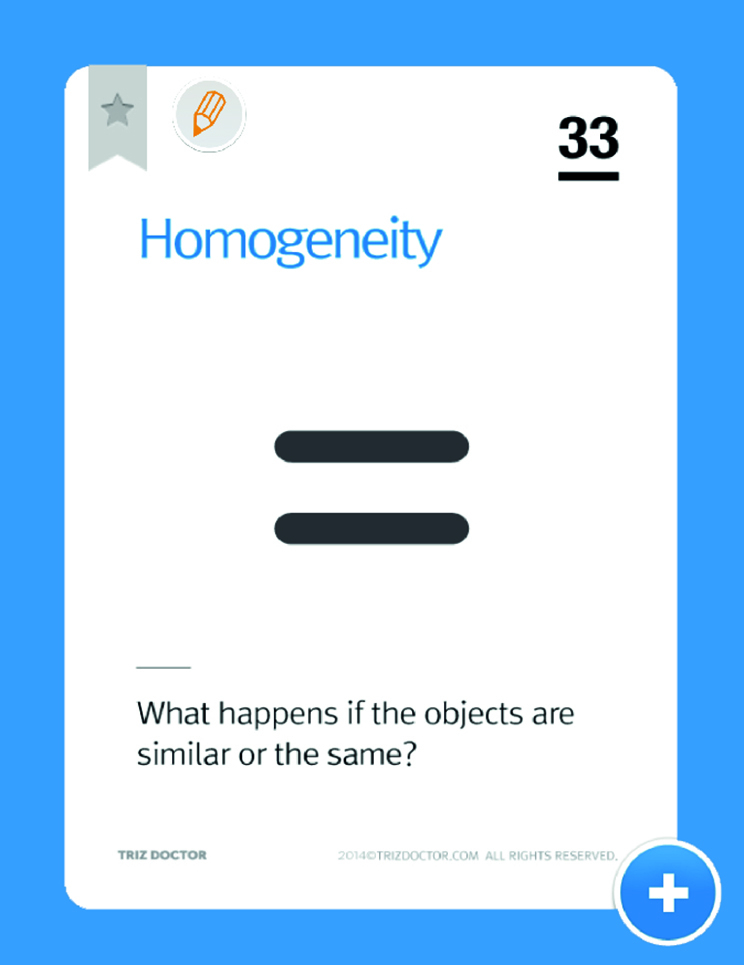 33
Homogeneity
What happens if the objects are
similar or the same?
TRIZ DOCTOR
2014©TRIZDOCTOR.COM ALL RIGHTS RESERVED.